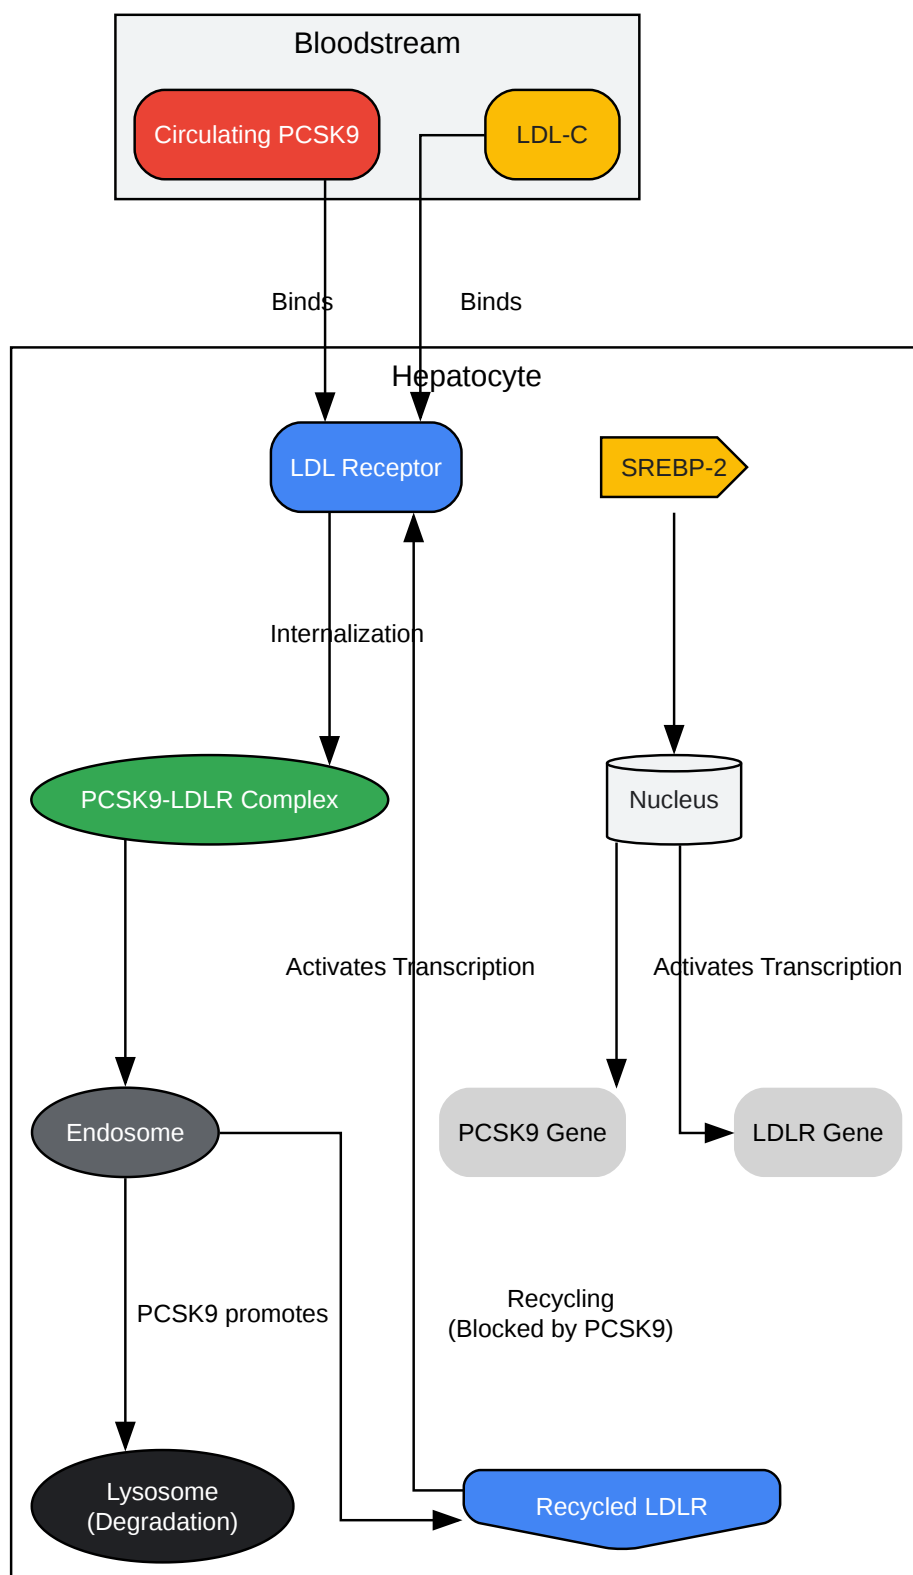 Bloodstream
Circulating PCSK9
LDL-C
Binds
Binds
Hepatocyte
LDL Receptor
SREBP-2
Internalization
PCSK9-LDLR Complex
Nucleus
Activates Transcription
Activates Transcription
Endosome
PCSK9 Gene
LDLR Gene
PCSK9 promotes
Recycling
(Blocked by PCSK9)
Lysosome
(Degradation)
Recycled LDLR